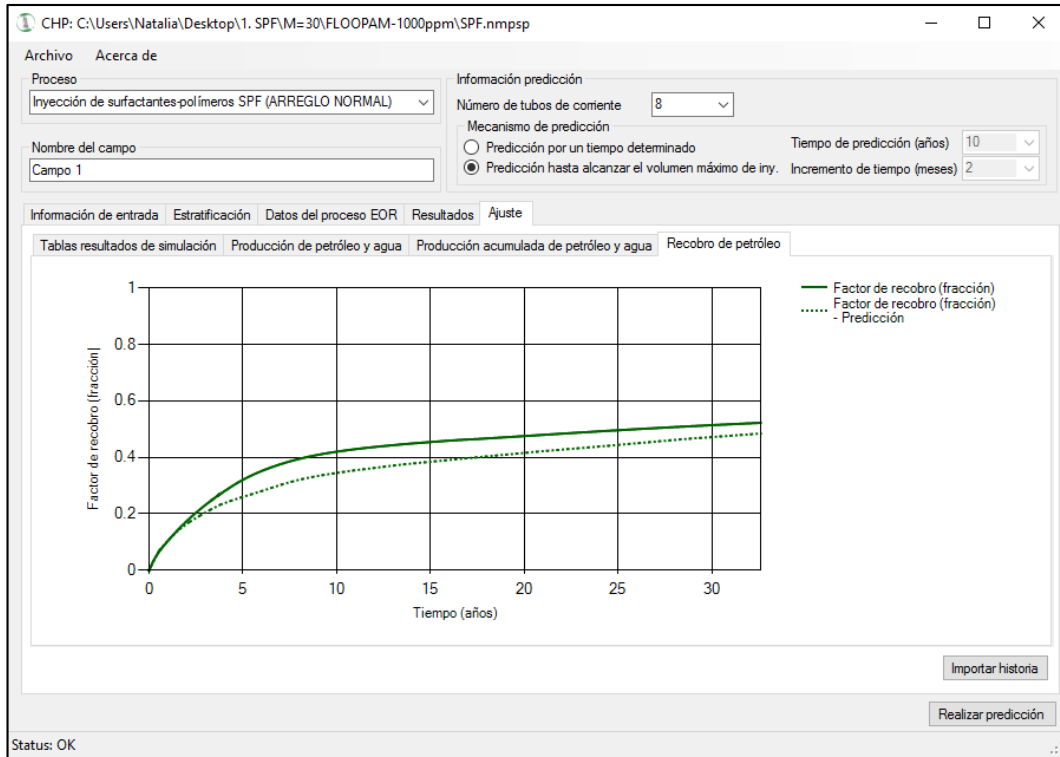 CHP: C:\Users\Natalia\Desktop\1. SPF\M=30\FLOOPAM-1000ppm\SPF.nmpsp
Archivo Acerca de
Proceso
Inyección de surfactantes-polímeros SPF (ARREGLO NORMAL)
Nombre del campo
Campo 1
Información predicción
Número de tubos de corriente 8
Mecanismo de predicción
Predicción por un tiempo determinado
Tiempo de predicción (años) 10
Predicción hasta alcanzar el volumen máximo de iny.
Incremento de tiempo (meses) 2
Información de entrada Estratificación Datos del proceso EOR Resultados Ajuste
Tablas resultados de simulación Producción de petróleo y agua Producción acumulada de petróleo y agua Recobro de petróleo
Factor de recobro (fracción|
1
0.8
0.6
0.4
0.2
0
0 5 10 15 20 25 30
Tiempo (años)
Factor de recobro (fracción)
Factor de recobro (fracción)
- Predicción
Importar historia
Realizar predicción
Status: OK